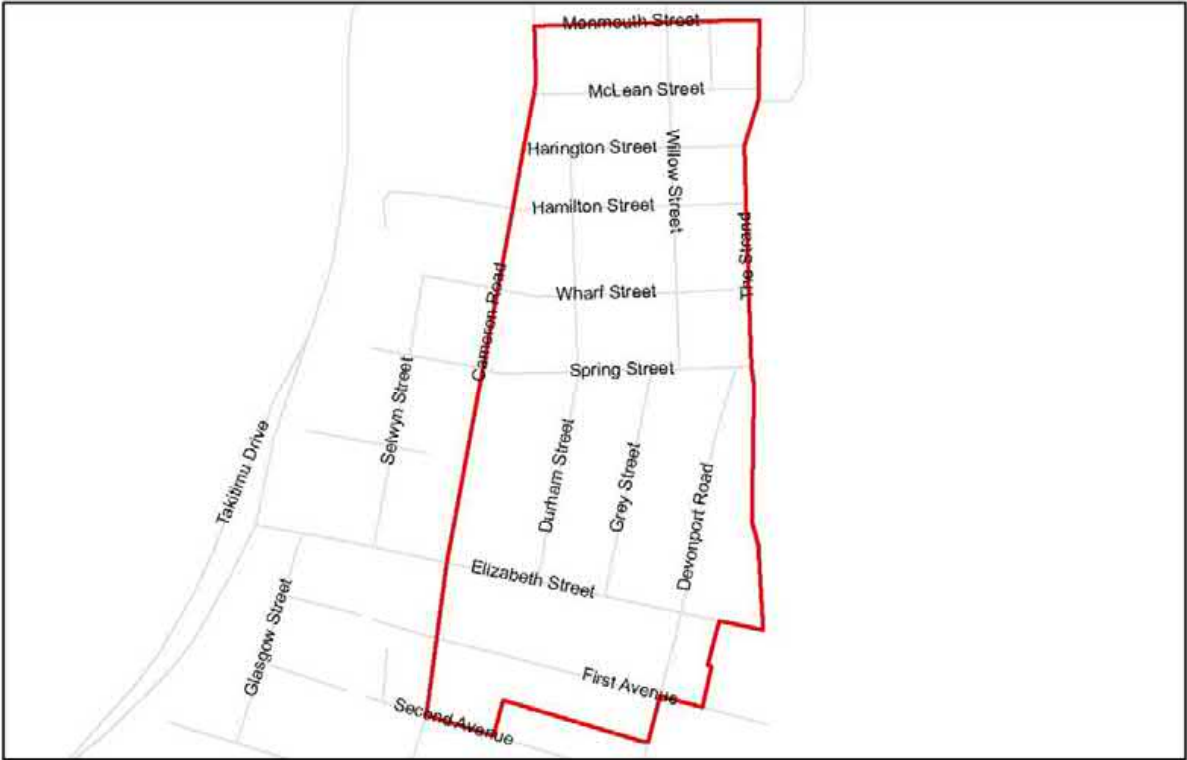 Monmouth Street
McLean Street
Harington Street
Willow Street
Hamilton Street
The Strand
Cameron Road
Wharf Street
Spring Street
Selwyn Street
Takitimu Drive
Durham Street
Grey Street
Devonport Road
Elizabeth Street
Glasgow Street
First Avenue
Second Avenue